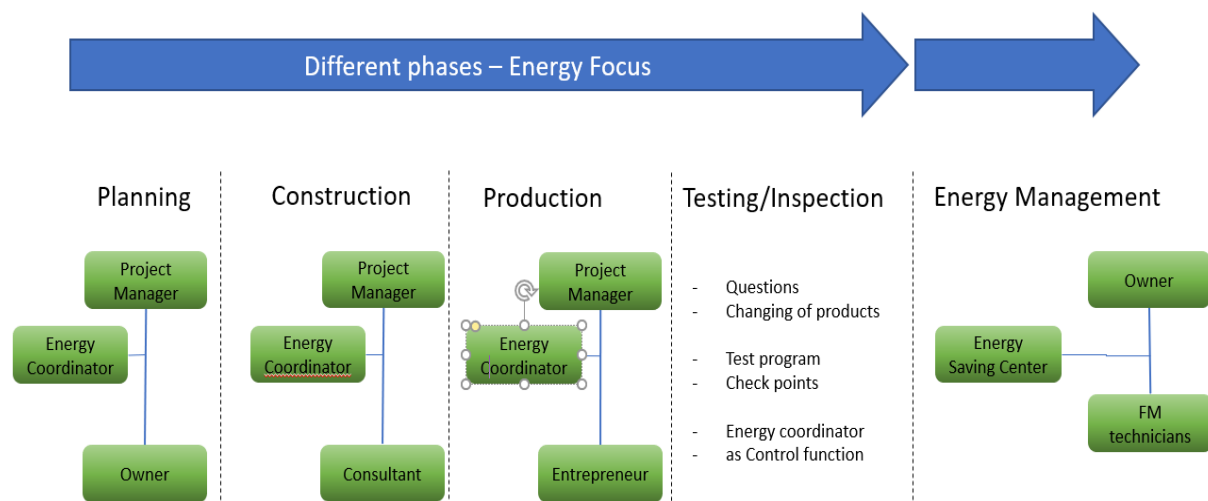 Different phases – Energy Focus
Planning
Project
Manager
Energy
Coordinator
Owner
Construction
Project
Manager
Energy
Coordinator
Consultant
Production
Project
Manager
Energy
Coordinator
Entrepreneur
Testing/Inspection
- Questions
- Changing of products
- Test program
- Check points
- Energy coordinator
- as Control function
Energy Management
Owner
Energy
Saving Center
FM
technicians